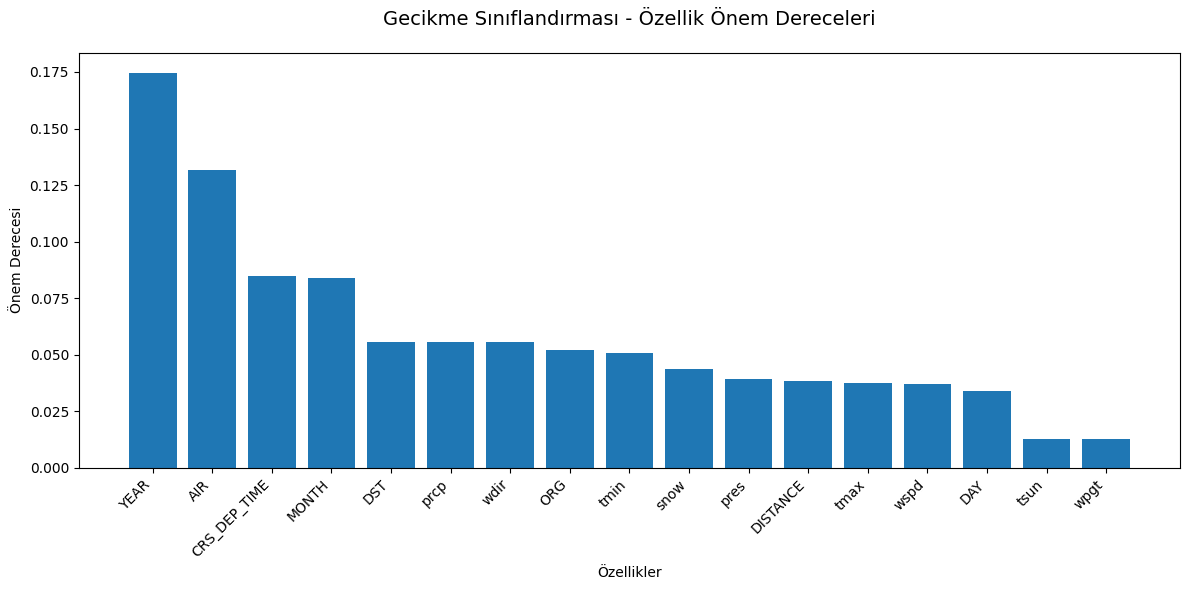 Gecikme Sınıflandırması - Özellik Önem Dereceleri
Önem Derecesi
0.175
0.150
0.125
0.100
0.075
0.050
0.025
0.000
YEAR
AIR
CRS_DEP_TIME
MONTH
DST
prcp
wdir
ORG
tmin
snow
pres
DISTANCE
tmax
wspd
DAY
tsun
wpgt
Özellikler